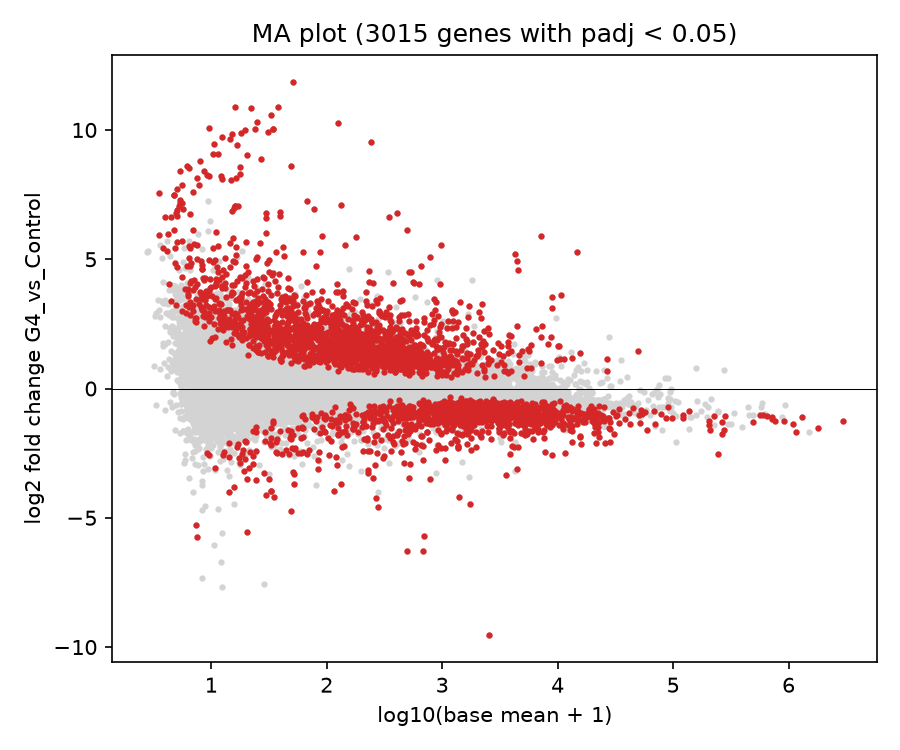 MA plot (3015 genes with padj < 0.05)
log2 fold change G4_vs_Control
10
5
0
−5
−10
1 2 3 4 5 6
log10(base mean + 1)